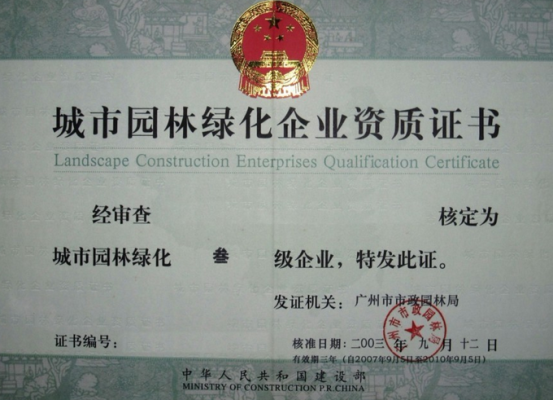 城市园林绿化企业资质证书
Landscape Construction Enterprises Qualification Certificate
经审查 核定为
城市园林绿化 叁 级企业，特发此证。
发证机关：广州市市政园林局
证书编号： 核准日期：二00三年九月十二日
有效期三年（自2007年9月5日至2010年9月5日）
中华人民共和国建设部
MINISTRY OF CONSTRUCTION P.R.CHINA